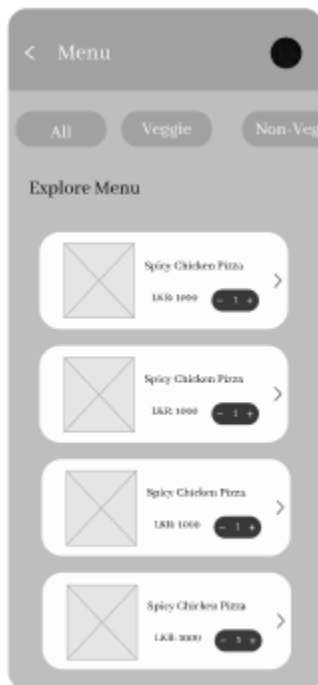 Menu
All
Veggie
Non-Veg
Explore Menu
Spicy Chicken Pizza
LKR 1000
- 1 +
Spicy Chicken Pizza
LKR 1000
- 1 +
Spicy Chicken Pizza
LKR 1000
- 1 +
Spicy Chicken Pizza
LKR
- 1 +